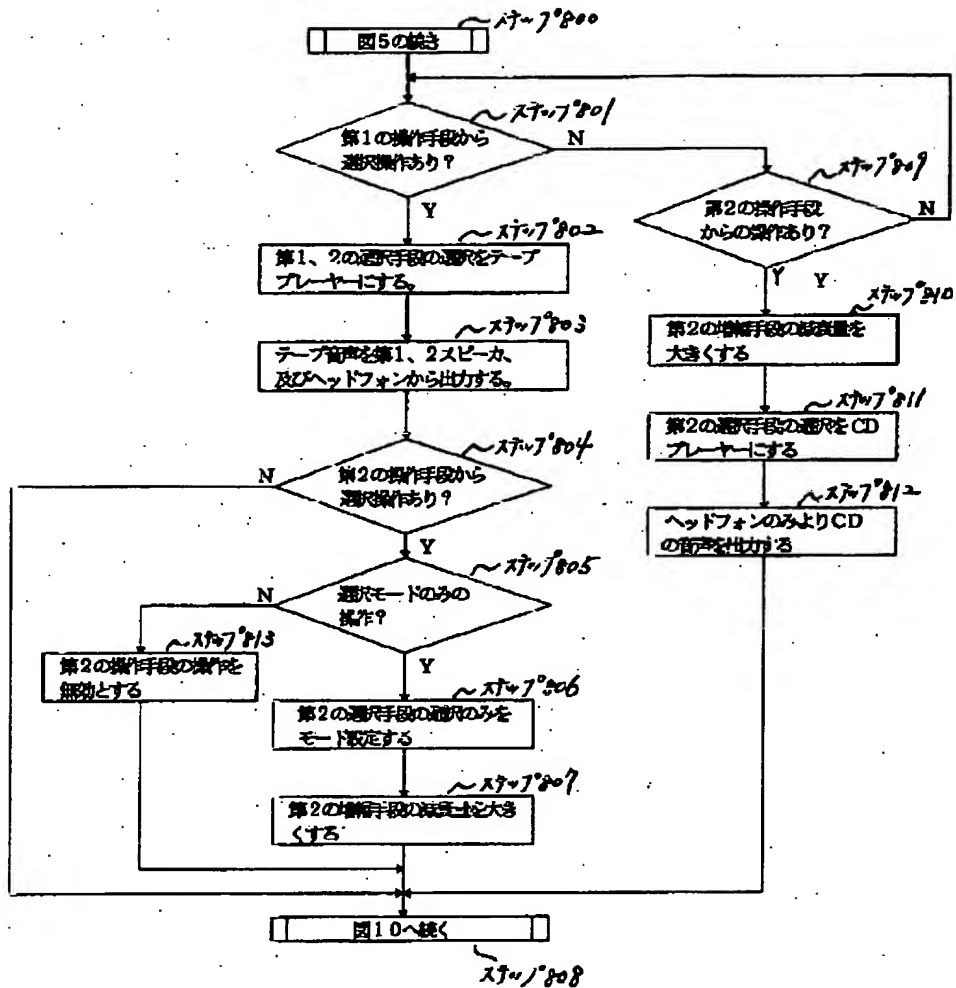 ステップ800
図5の続き
ステップ801
第1の操作手段から
選択操作あり?
N
Y
ステップ809
第2の操作手段
からの操作あり?
N
Y Y
ステップ802
第1、2の選択手段の選択をテープ
プレーヤーにする。
ステップ810
第2の増幅手段の減衰量を
大きくする
ステップ803
テープ音声を第1、2スピーカ、
及びヘッドフォンから出力する。
ステップ811
第2の選択手段の選択をCD
プレーヤーにする
ステップ804
第2の操作手段から
選択操作あり?
N
Y
ステップ812
ヘッドフォンのみよりCD
の音声を出力する
ステップ805
選択モードのみの
操作?
N
Y
ステップ813
第2の操作手段の操作を
無効とする
ステップ806
第2の選択手段の選択のみを
モード設定する
ステップ807
第2の増幅手段の減衰量を大き
くする
図10へ続く
ステップ808